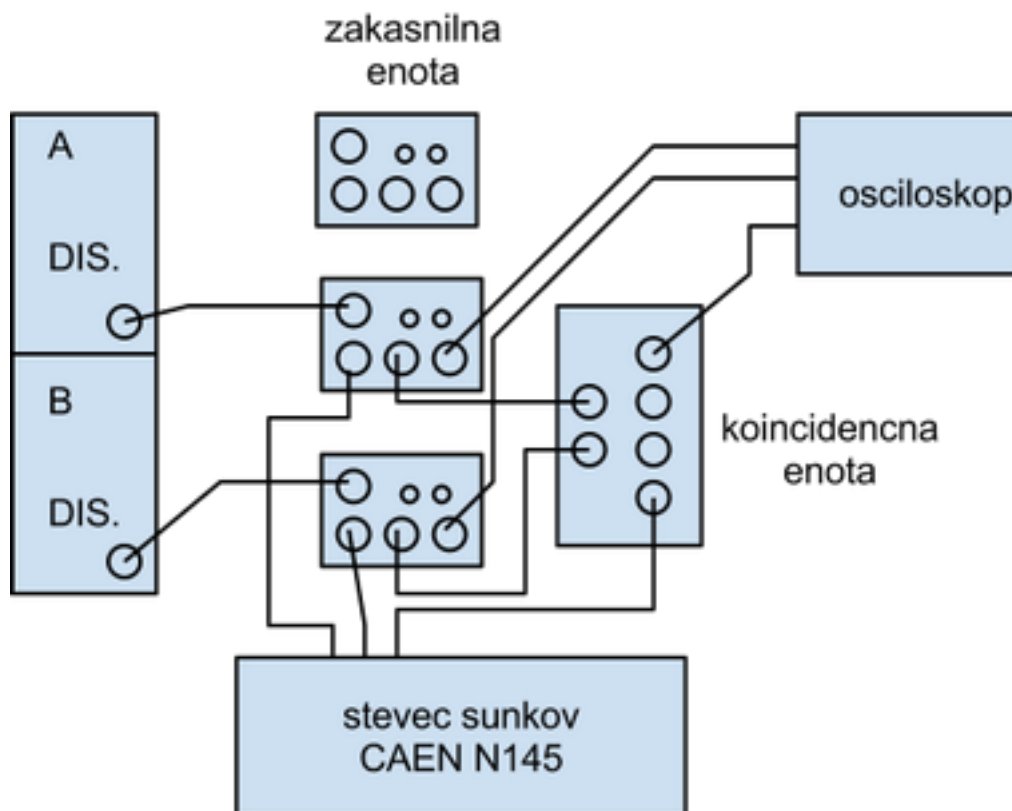 zakasnilna
enota
A
DIS.
B
DIS.
osciloskop
koincidencna
enota
stevec sunkov
CAEN N145